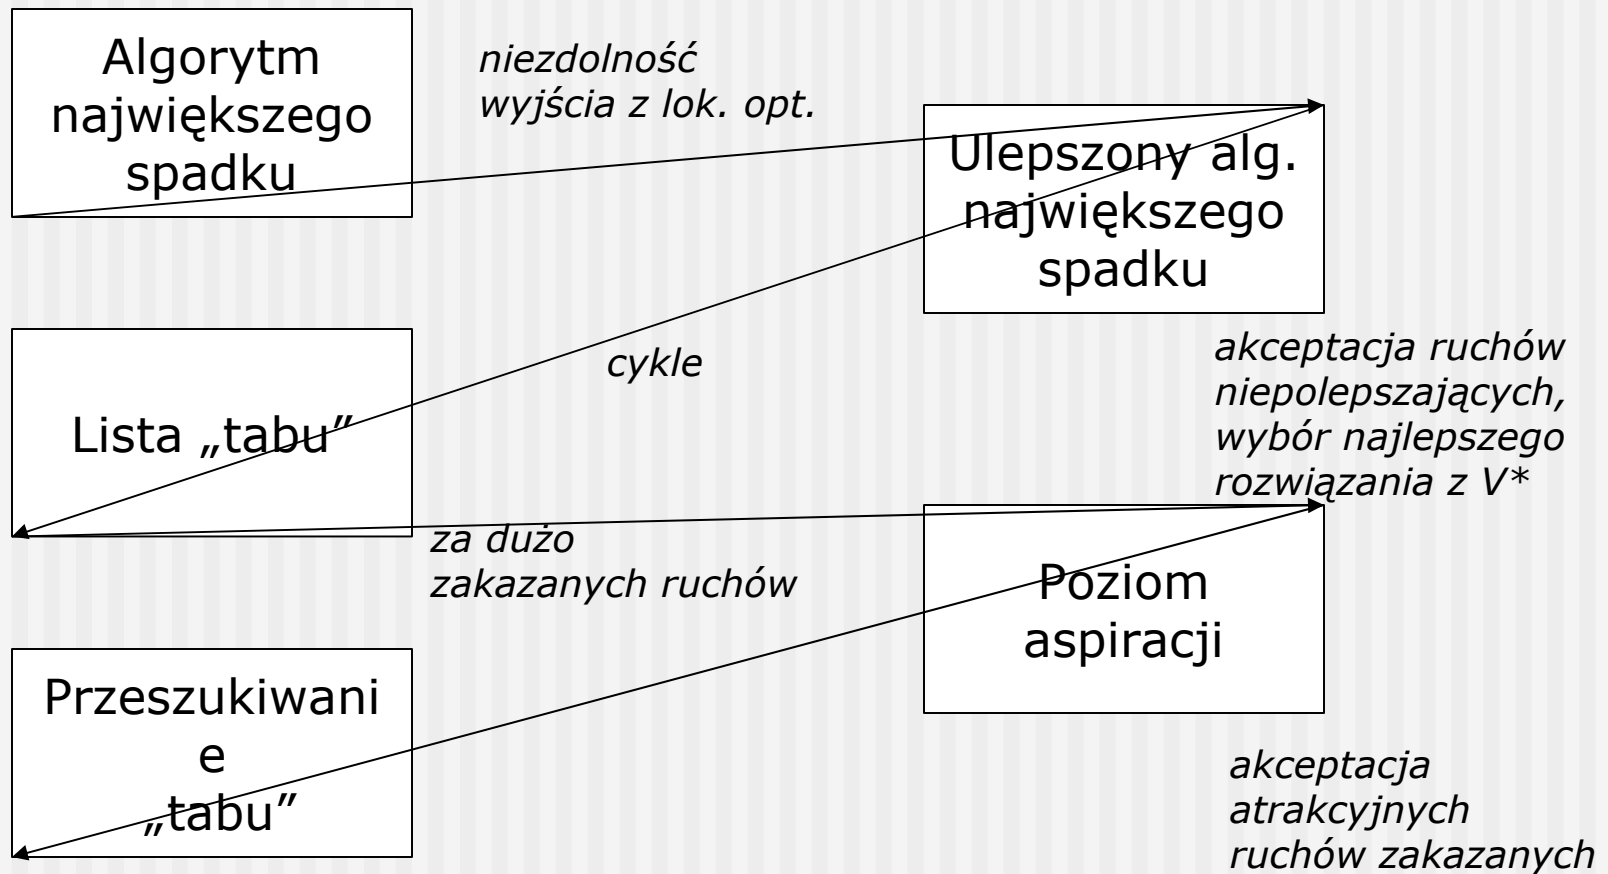 Algorytm
największego
spadku
niezdolność
wyjścia z lok. opt.
Ulepszony alg.
największego
spadku
akceptacja ruchów
niepolepszających,
wybór najlepszego
rozwiązania z V*
cykle
Lista „tabu”
za dużo
zakazanych ruchów
Poziom
aspiracji
akceptacja
atrakcyjnych
ruchów zakazanych
Przeszukiwani
e
„tabu”